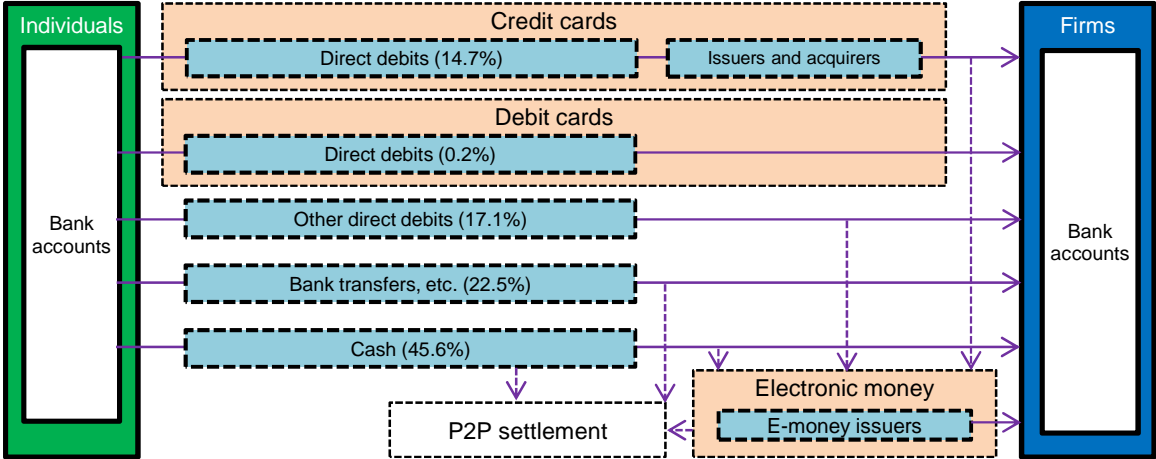 Individuals
Credit cards
Firms
Direct debits (14.7%)
Issuers and acquirers
Debit cards
Direct debits (0.2%)
Bank
accounts
Other direct debits (17.1%)
Bank
accounts
Bank transfers, etc. (22.5%)
Cash (45.6%)
Electronic money
P2P settlement
E-money issuers